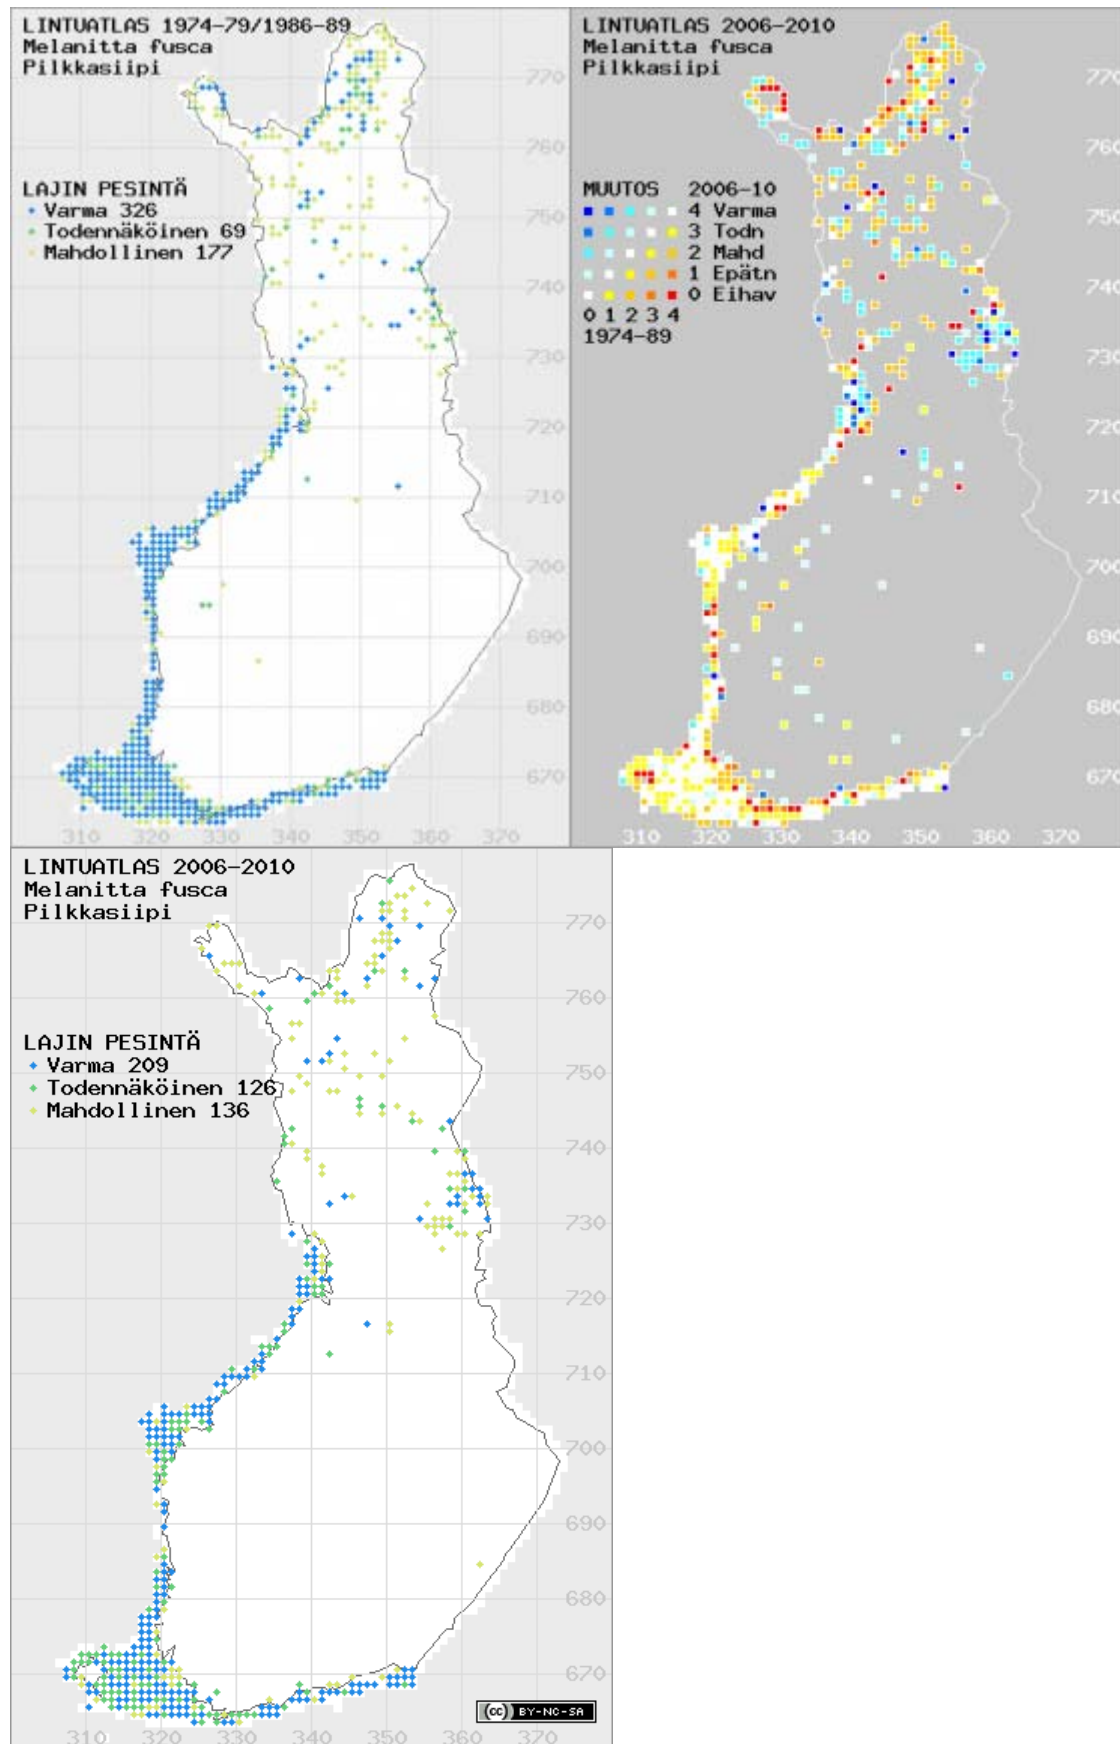 LINTUATLAS 1974-79/1986-89
Melanitta fusca
Pilkkasiipi
LAJIN PESINTÄ
Varma 326
Todennäköinen 69
Mahdollinen 177
770
760
750
740
730
720
710
700
690
680
670
310 320 330 340 350 360 370
LINTUATLAS 2006-2010
Melanitta fusca
Pilkkasiipi
MUUTOS 2006-10
4 Varma
3 Todn
2 Mahd
1 Epätn
0 Eihav
0 1 2 3 4
1974-89
770
760
750
740
730
720
710
700
690
680
670
310 320 330 340 350 360 370
LINTUATLAS 2006-2010
Melanitta fusca
Pilkkasiipi
LAJIN PESINTÄ
Varma 209
Todennäköinen 126
Mahdollinen 136
770
760
750
740
730
720
710
700
690
680
670
310 320 330 340 350 360 370
cc BY-NC-SA